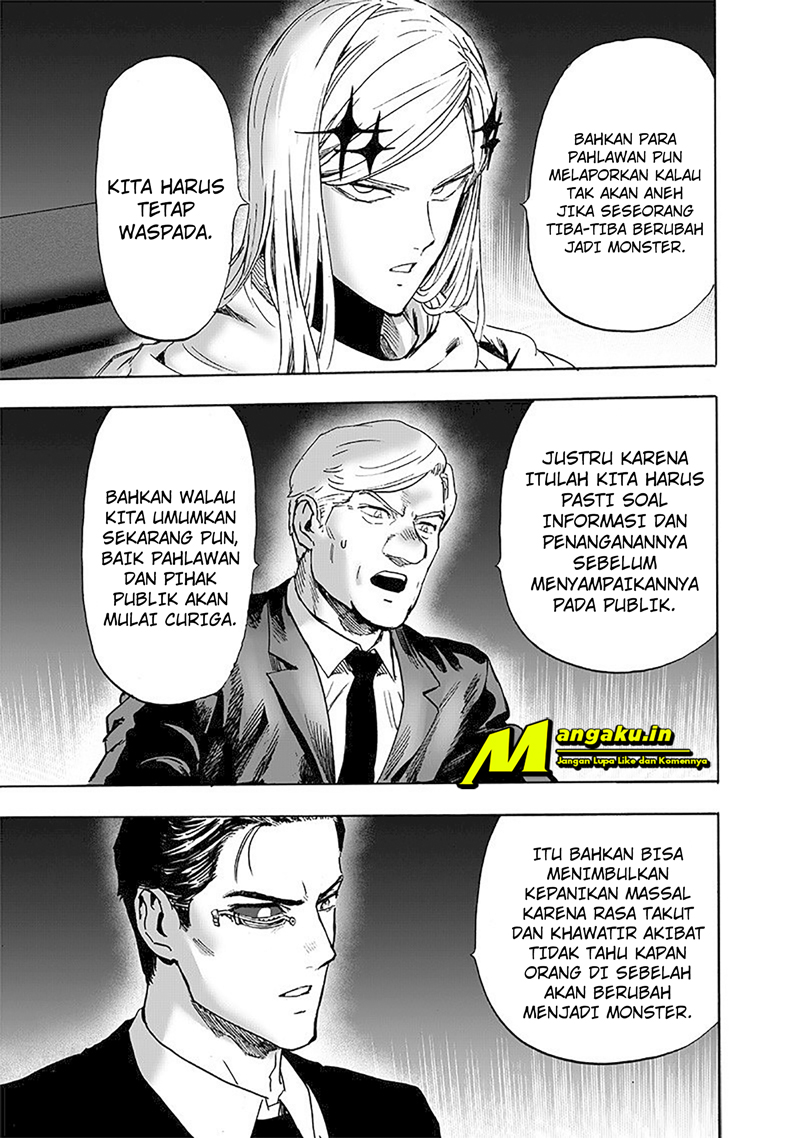 BAHKAN PARA
PAHLAWAN PUN
MELAPORKAN KALAU
TAK AKAN ANEH
JIKA SESEORANG
TIBA-TIBA BERUBAH
JADI MONSTER.
KITA HARUS
TETAP
WASPADA.
JUSTRU KARENA
ITULAH KITA HARUS
PASTI SOAL
INFORMASI DAN
PENANGANANNYA
SEBELUM
MENYAMPAIKANNYA
PADA PUBLIK.
BAHKAN WALAU
KITA UMUMKAN
SEKARANG PUN,
BAIK PAHLAWAN
DAN PIHAK
PUBLIK AKAN
MULAI CURIGA.
Mangaku.in
Jangan Lupa Like dan Komennya
ITU BAHKAN BISA
MENIMBULKAN
KEPANIKAN MASSAL
KARENA RASA TAKUT
DAN KHAWATIR AKIBAT
TIDAK TAHU KAPAN
ORANG DI SEBELAH
AKAN BERUBAH
MENJADI MONSTER.